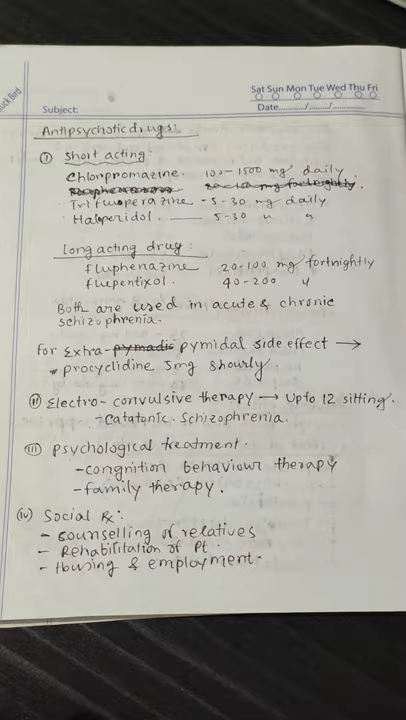 Sat Sun Mon Tue Wed Thu Fri
Subject:
Date....../....../............
Antipsychotic drugs:
(i) Short acting:
Chlorpromazine. 100-1500 mg daily.
Trifluoperazine - 5-30 mg daily
Haloperidol. —— 5-30 " "
Long acting drug:
Fluphenazine 20-100 mg fortnightly
fluepentixol. 40-200 "
Both are used in acute & chronic
schizophrenia.
For Extra-pymadic pymidal side effect →
procyclidine 5mg 8hourly.
(ii) Electro-convulsive therapy → Upto 12 sitting.
- Catatonic Schizophrenia.
(iii) Psychological treatment.
- congnition behaviour therapy
- family therapy.
(iv) Social Rx:
- counselling of relatives
- Rehabilitation of Pt.
- Housing & employment.